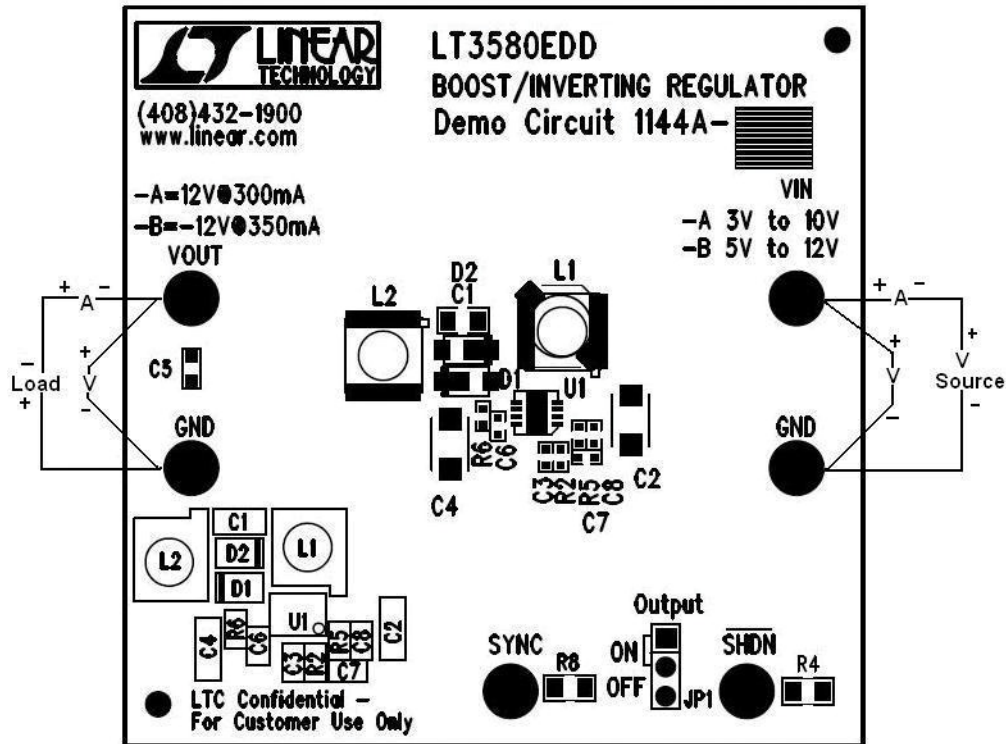 LINEAR
TECHNOLOGY
(408)432-1900
www.linear.com
LT3580EDD
BOOST/INVERTING REGULATOR
Demo Circuit 1144A-
-A=12V@300mA
-B=-12V@350mA
VOUT
VIN
-A 3V to 10V
-B 5V to 12V
+ A -
+
V
-
-
Load
+
C5
GND
L2
D2
C1
L1
D1
U1
R6
C6
C4
C3
R2
R5
C8
C7
C2
+ A -
+
V
-
+
V
Source
-
GND
C1
L2
D2
L1
D1
U1
R6
C6
C4
R5
C8
C2
C3
R2
C7
LTC Confidential -
For Customer Use Only
SYNC
R8
Output
ON
OFF
JP1
SHDN
R4